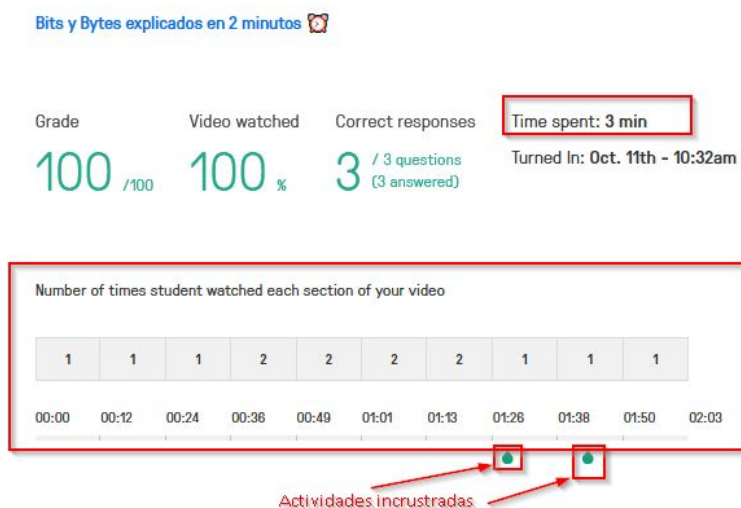 Bits y Bytes explicados en 2 minutos ⏰
Grade
100 /100
Video watched
100 %
Correct responses
3 / 3 questions
(3 answered)
Time spent: 3 min
Turned In: Oct. 11th - 10:32am
Number of times student watched each section of your video
1 1 1 2 2 2 2 1 1 1
00:00 00:12 00:24 00:36 00:49 01:01 01:13 01:26 01:38 01:50 02:03
Actividades incrustradas